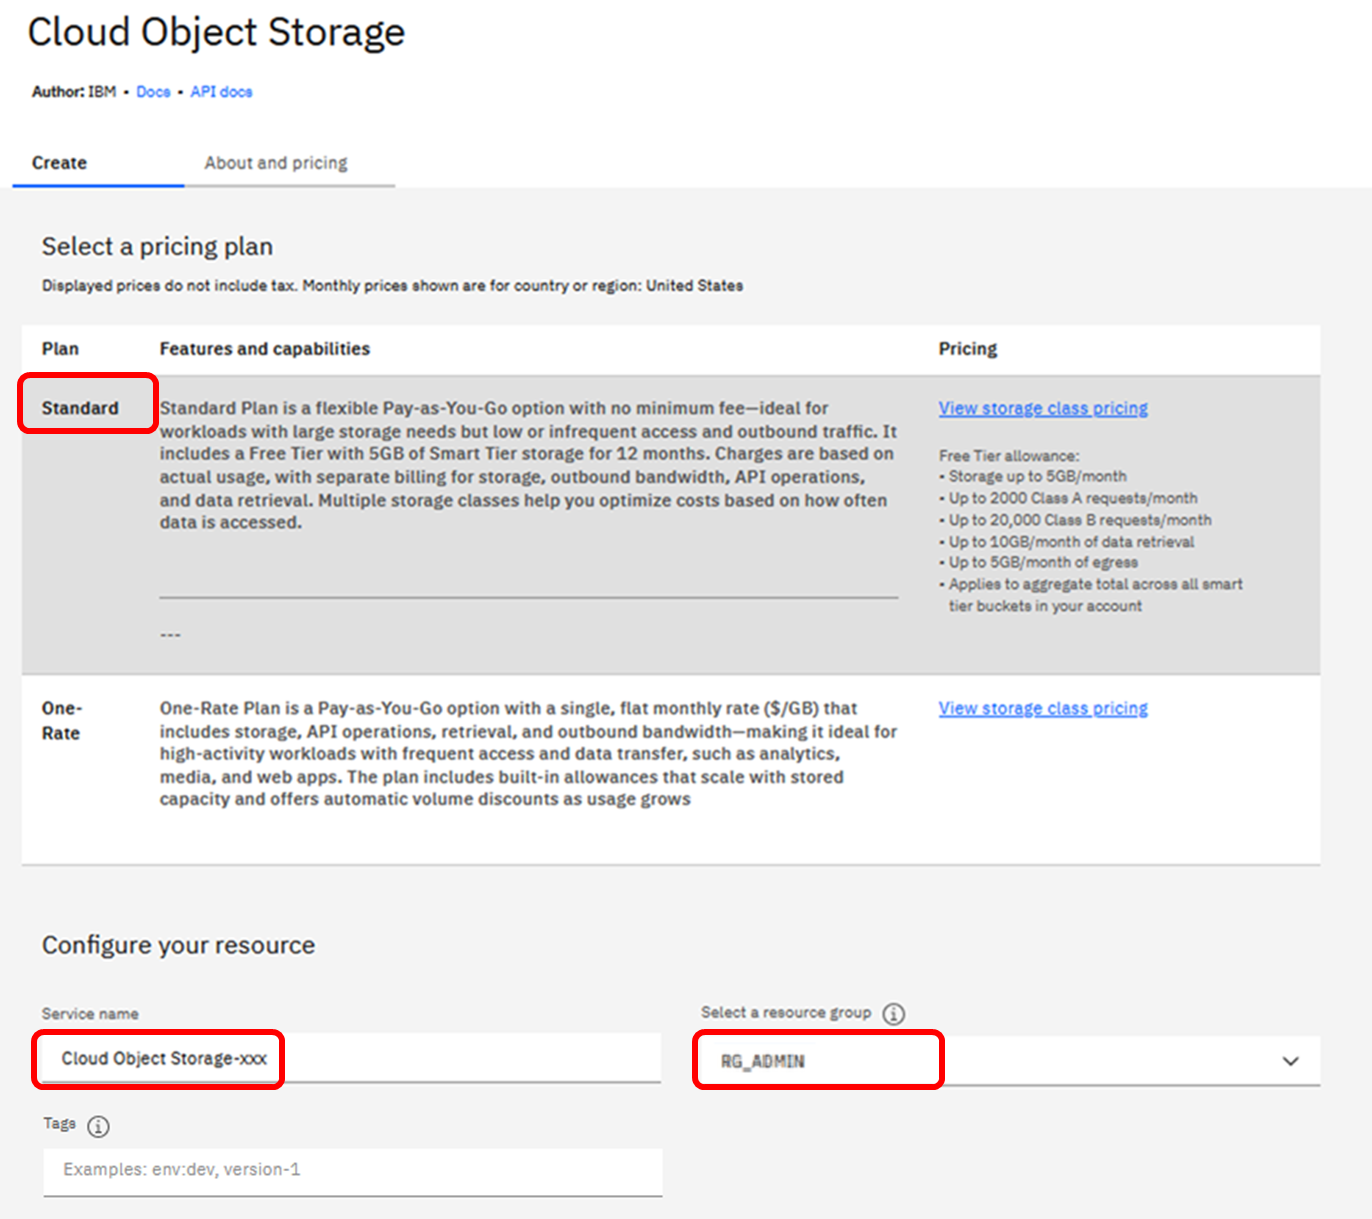 Cloud Object Storage
Author: IBM • Docs • API docs
Create
About and pricing
Select a pricing plan
Displayed prices do not include tax. Monthly prices shown are for country or region: United States
Plan
Features and capabilities
Pricing
Standard
Standard Plan is a flexible Pay-as-You-Go option with no minimum fee—ideal for
workloads with large storage needs but low or infrequent access and outbound traffic. It
includes a Free Tier with 5GB of Smart Tier storage for 12 months. Charges are based on
actual usage, with separate billing for storage, outbound bandwidth, API operations,
and data retrieval. Multiple storage classes help you optimize costs based on how often
data is accessed.
---
View storage class pricing
Free Tier allowance:
• Storage up to 5GB/month
• Up to 2000 Class A requests/month
• Up to 20,000 Class B requests/month
• Up to 10GB/month of data retrieval
• Up to 5GB/month of egress
• Applies to aggregate total across all smart
tier buckets in your account
One-
Rate
One-Rate Plan is a Pay-as-You-Go option with a single, flat monthly rate ($/GB) that
includes storage, API operations, retrieval, and outbound bandwidth—making it ideal for
high-activity workloads with frequent access and data transfer, such as analytics,
media, and web apps. The plan includes built-in allowances that scale with stored
capacity and offers automatic volume discounts as usage grows
View storage class pricing
Configure your resource
Service name
Cloud Object Storage-xxx
Select a resource group
RG_ADMIN
Tags
Examples: env:dev, version-1